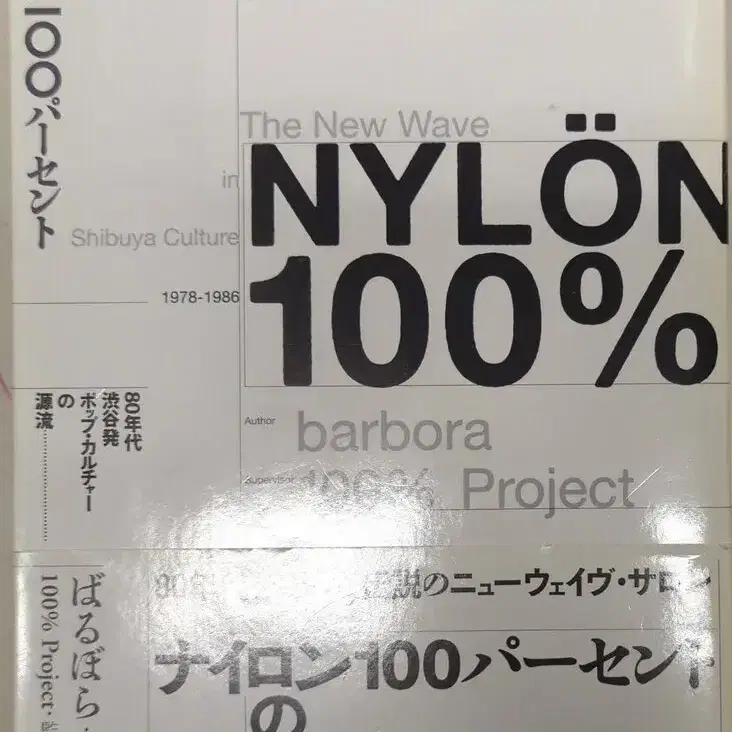 100パーセント
The New Wave
in
Shibuya Culture
1978-1986
NYLÖN
100%
80年代
渋谷発
ポップ・カルチャー
の
源流
Author
barbora
Supervisor
100% Project
ばるぼら
100% Project・監
伝説のニューウェイヴ・サロン
ナイロン100パーセント
の